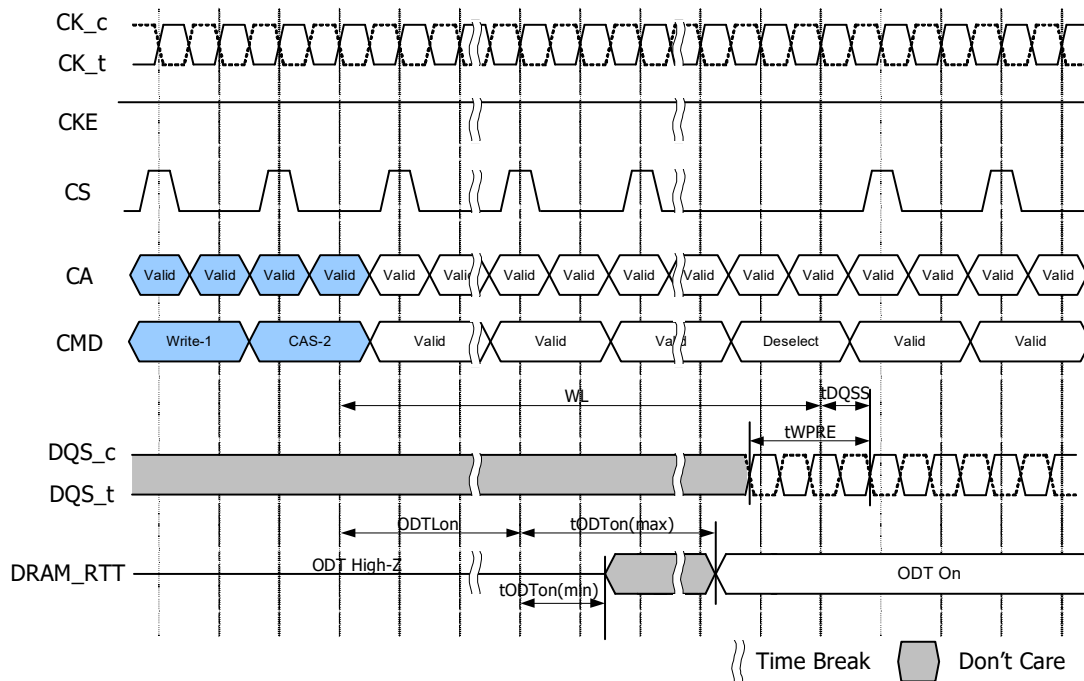 CK_c
CK_t
CKE
CS
CA Valid Valid Valid Valid Valid Valid Valid Valid Valid Valid Valid Valid Valid Valid Valid Valid
CMD Write-1 CAS-2 Valid Valid Valid Deselect Valid Valid
WL tDQSS
tWPRE
DQS_c
DQS_t
ODTLon tODTon(max)
DRAM_RTT ODT High-Z ODT On
tODTon(min)
Time Break Don't Care